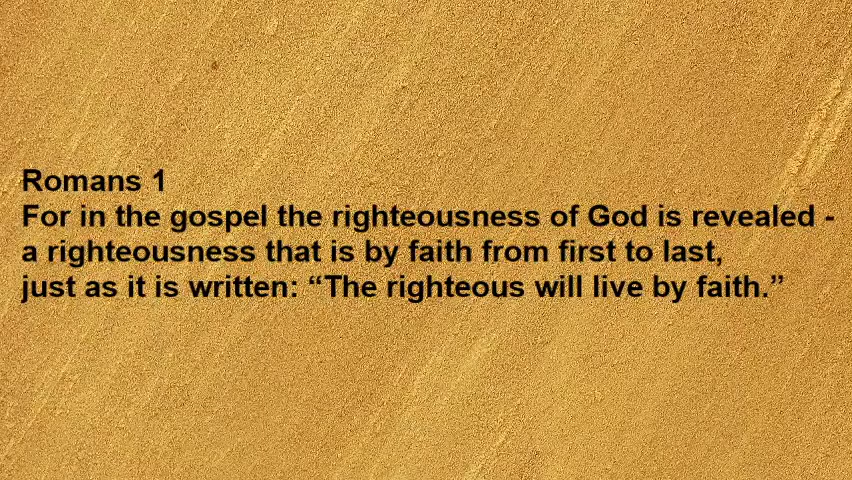 Romans 1
For in the gospel the righteousness of God is revealed -
a righteousness that is by faith from first to last,
just as it is written: “The righteous will live by faith.”